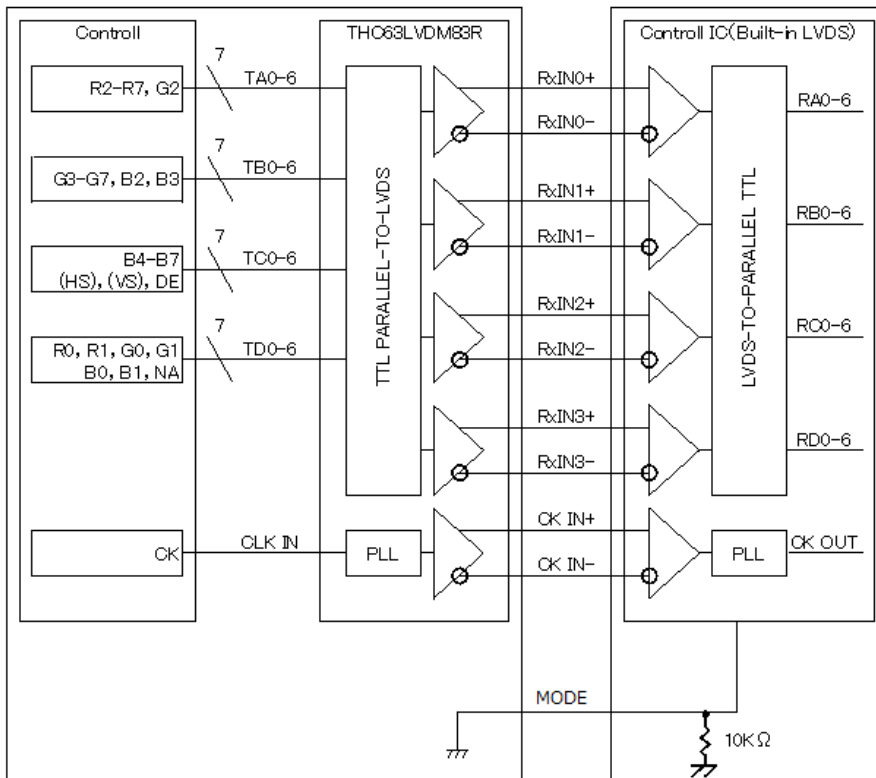 Controll
THC63LVDM83R
Controll IC(Built-in LVDS)
7
R2-R7, G2
TA0-6
RxIN0+
RxIN0-
RA0-6
7
G3-G7, B2, B3
TB0-6
RxIN1+
RxIN1-
RB0-6
7
B4-B7
(HS), (VS), DE
TC0-6
RxIN2+
RxIN2-
RC0-6
7
R0, R1, G0, G1
B0, B1, NA
TD0-6
RxIN3+
RxIN3-
RD0-6
TTL PARALLEL-TO-LVDS
LVDS-TO-PARALLEL TTL
CK
CLK IN
PLL
CK IN+
CK IN-
PLL
CK OUT
MODE
10KΩ